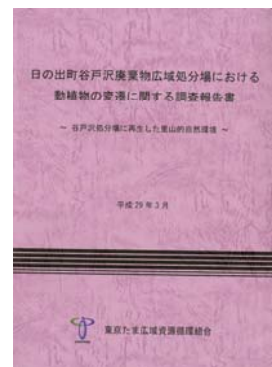 日の出町谷戸沢廃棄物広域処分場における
動植物の変遷に関する調査報告書
~ 谷戸沢処分場に再生した里山的自然環境 ~
平成29年3月
東京たま広域資源循環組合